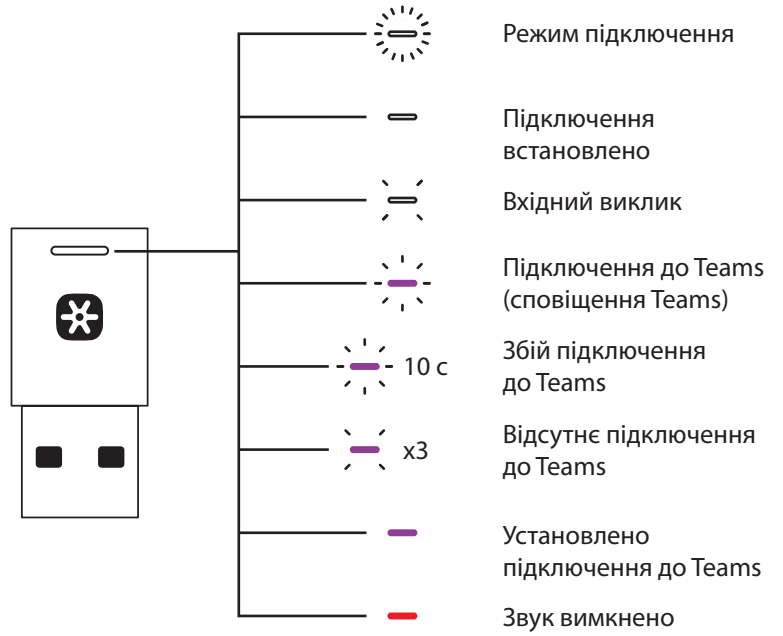 Режим підключення
Підключення
встановлено
Вхідний виклик
Підключення до Teams
(сповіщення Teams)
10 с
Збій підключення
до Teams
x3
Відсутнє підключення
до Teams
Установлено
підключення до Teams
Звук вимкнено